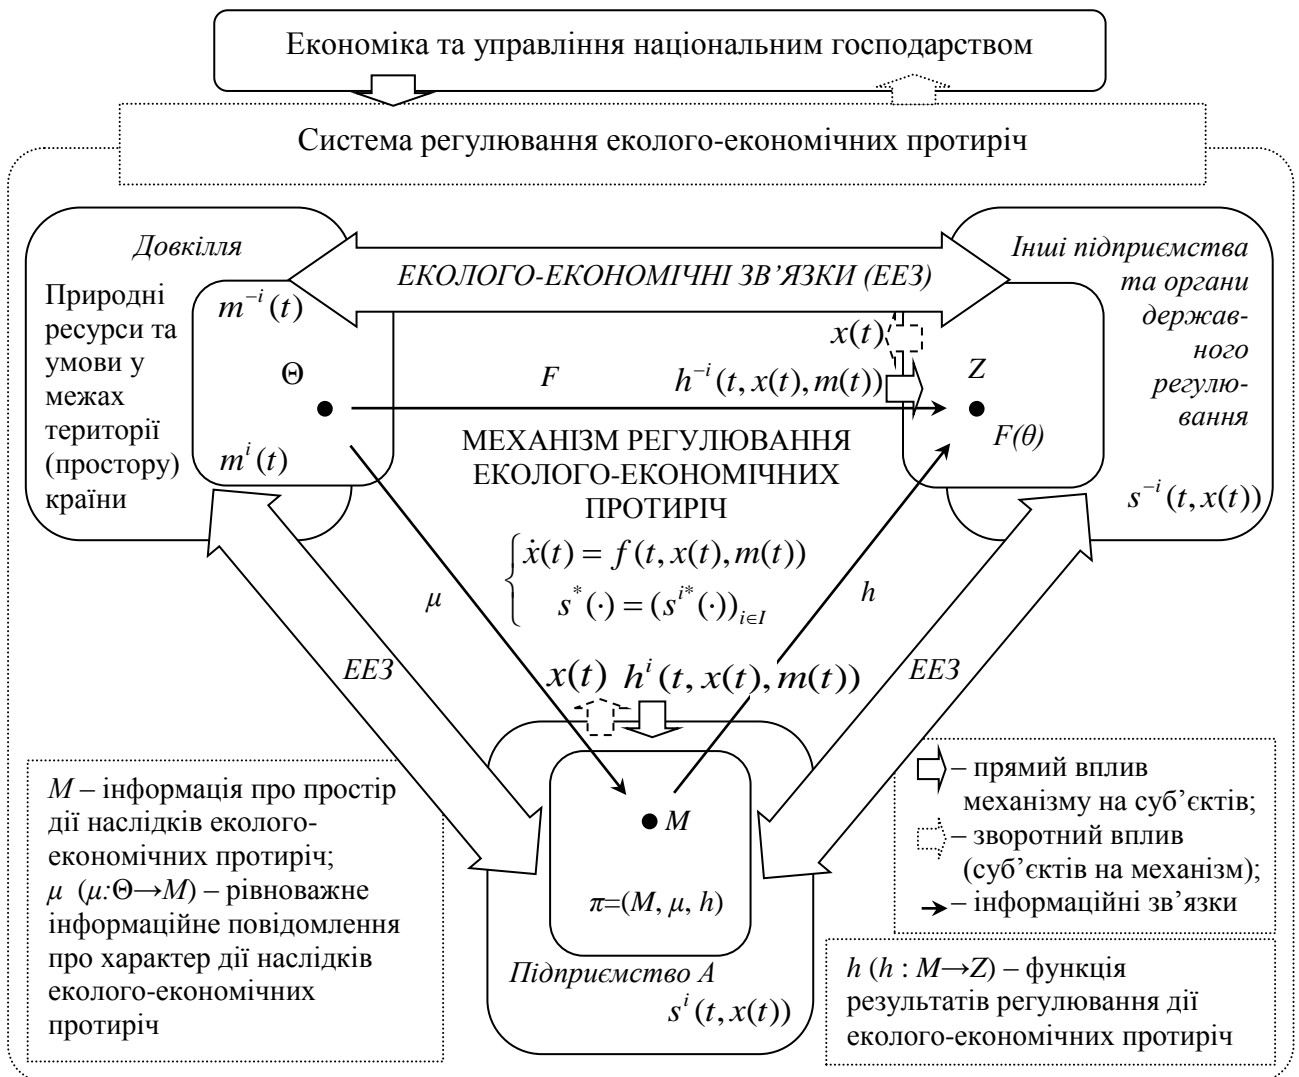 Економіка та управління національним господарством
Система регулювання еколого-економічних протиріч
Довкілля
Природні
ресурси та
умови у
межах
території
(простору)
країни
m⁻ⁱ(t)
Θ
mⁱ(t)
ЕКОЛОГО-ЕКОНОМІЧНІ ЗВ’ЯЗКИ (ЕЕЗ)
Інші підприємства
та органи
держав-
ного
регулю-
вання
x(t)
F
h⁻ⁱ(t, x(t), m(t))
Z
F(θ)
s⁻ⁱ(t, x(t))
МЕХАНІЗМ РЕГУЛЮВАННЯ
ЕКОЛОГО-ЕКОНОМІЧНИХ
ПРОТИРІЧ
{ ẋ(t) = f(t, x(t), m(t))
s*(·) = (sⁱ*(·))i∈I
μ
h
ЕЕЗ
ЕЕЗ
x(t) hⁱ(t, x(t), m(t))
M
π=(M, μ, h)
Підприємство А
sⁱ(t, x(t))
M – інформація про простір
дії наслідків еколого-
економічних протиріч;
μ (μ:Θ→M) – рівноважне
інформаційне повідомлення
про характер дії наслідків
еколого-економічних
протиріч
– прямий вплив
механізму на суб’єктів;
– зворотний вплив
(суб’єктів на механізм);
– інформаційні зв’язки
h (h : M→Z) – функція
результатів регулювання дії
еколого-економічних протиріч